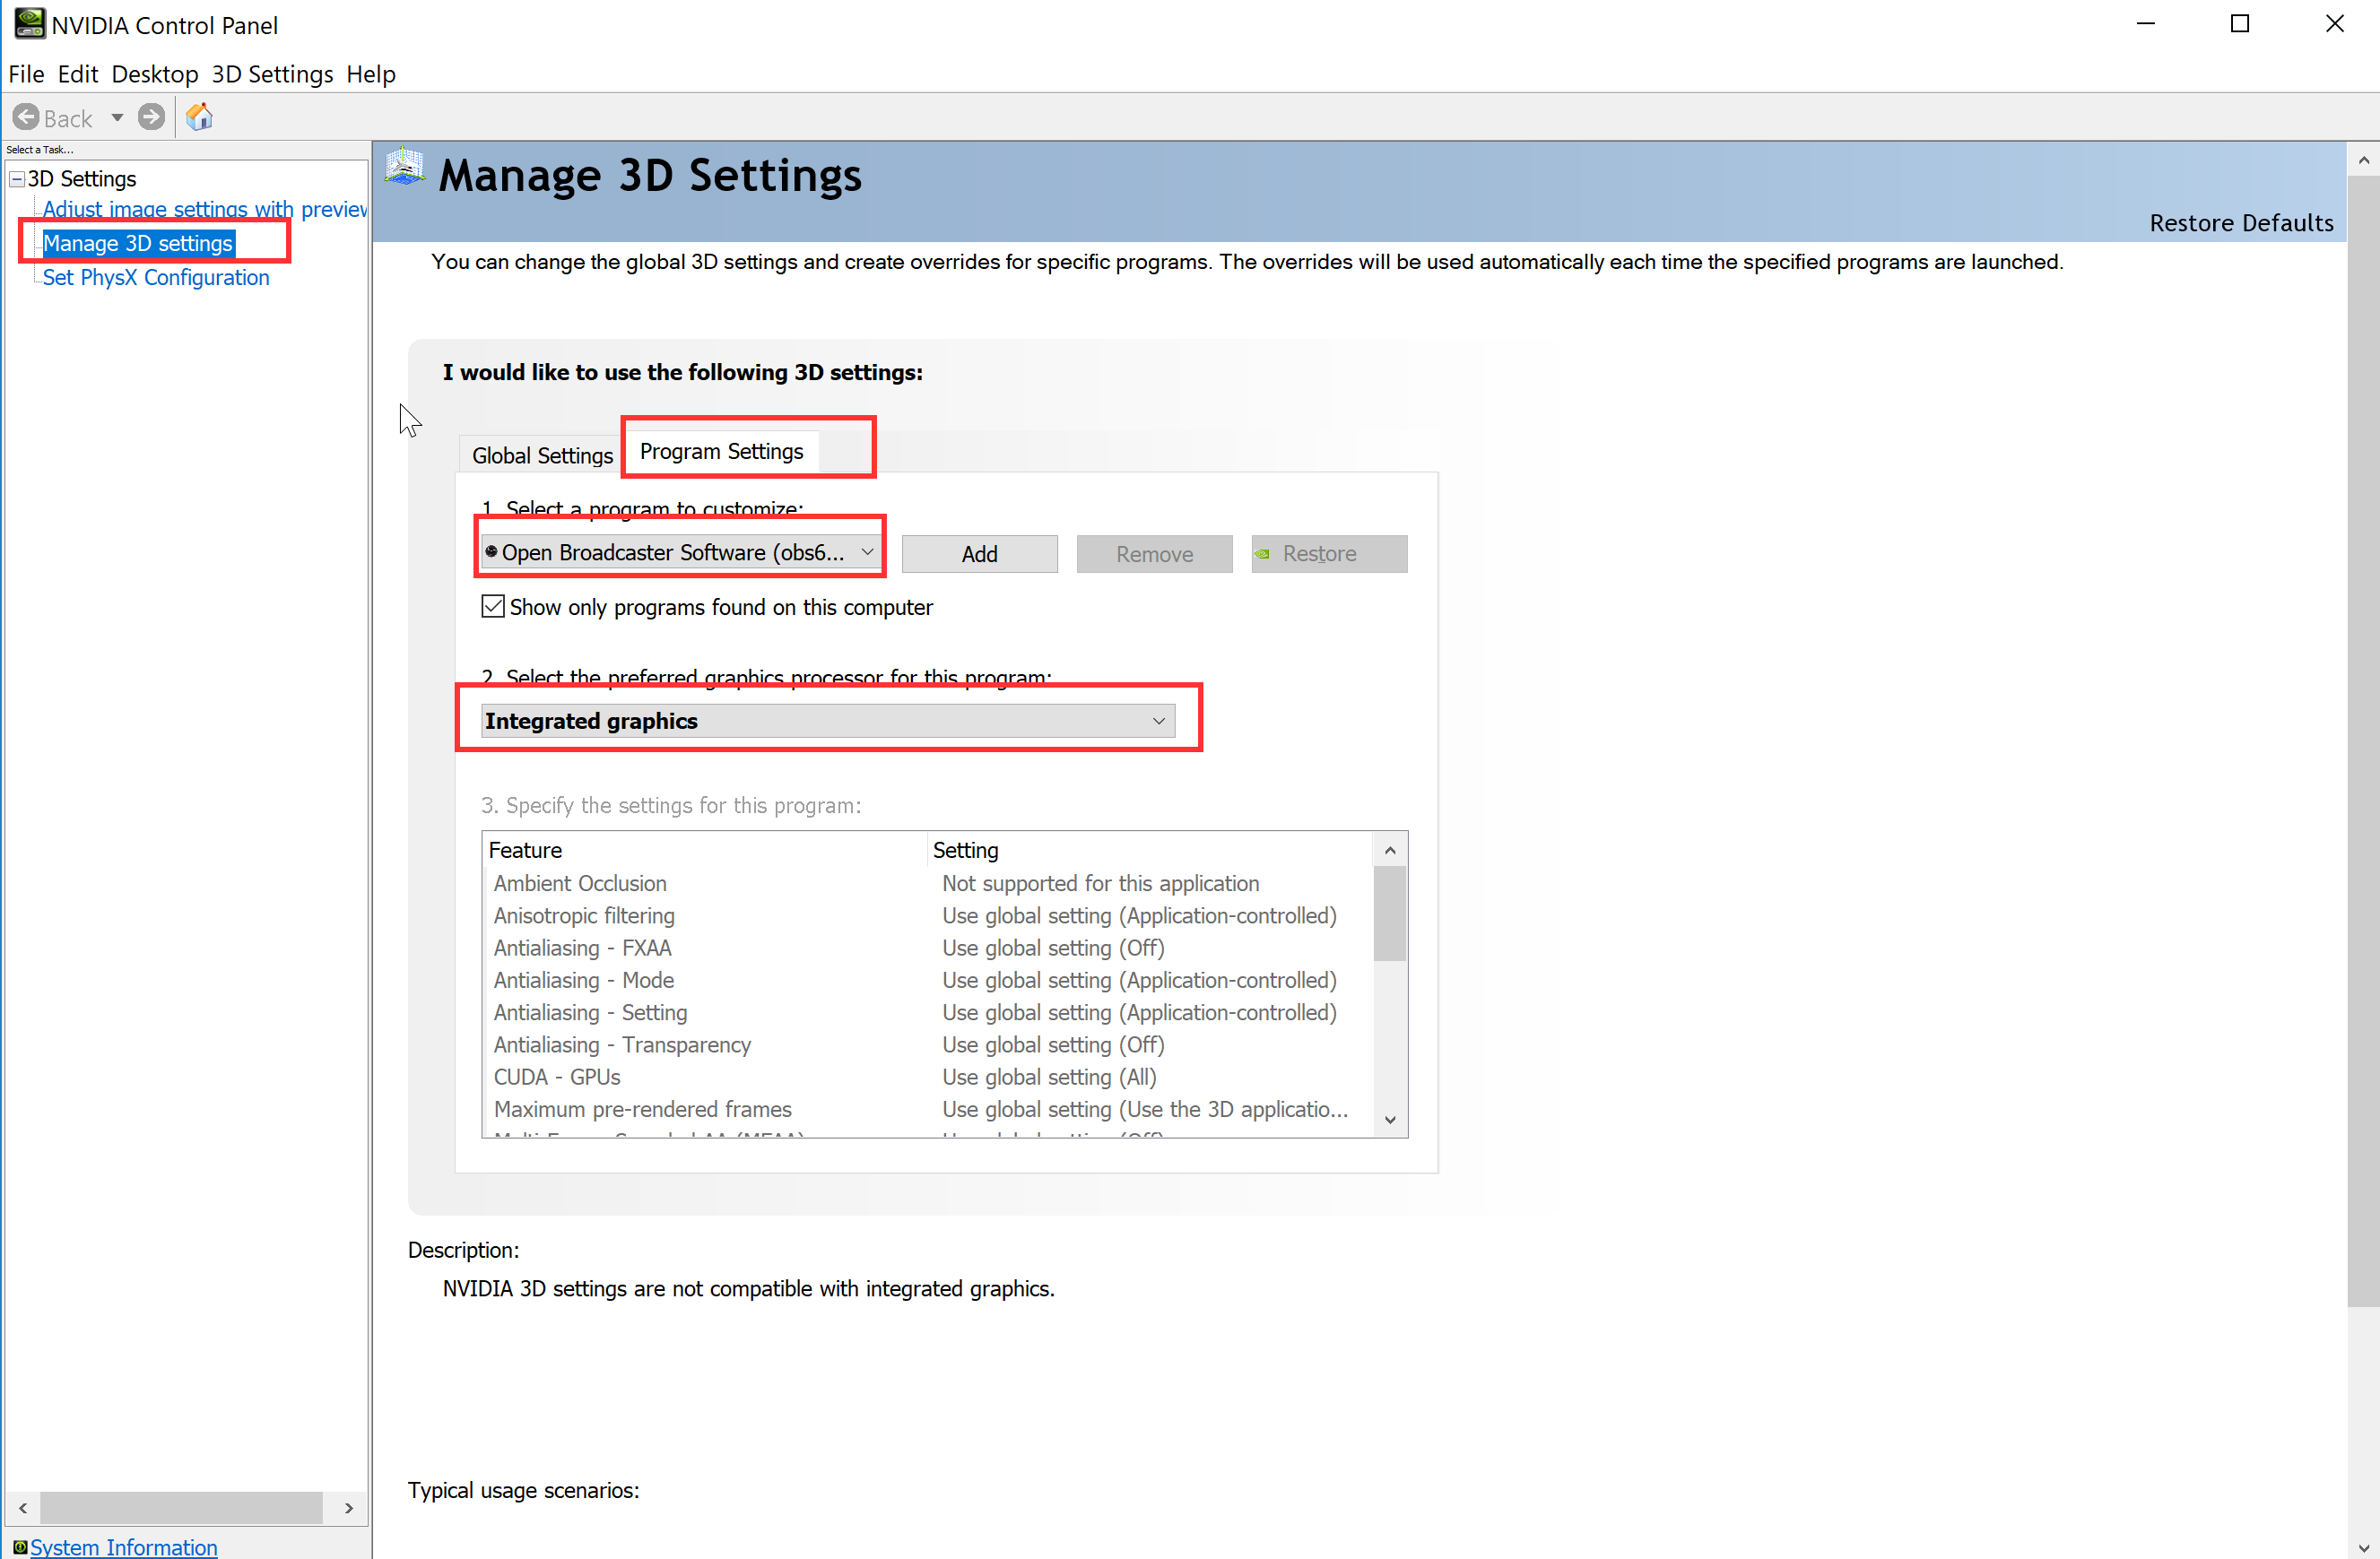 NVIDIA Control Panel
File Edit Desktop 3D Settings Help
Back
Select a Task...
3D Settings
Adjust image settings with preview
Manage 3D settings
Set PhysX Configuration
System Information
Manage 3D Settings
Restore Defaults
You can change the global 3D settings and create overrides for specific programs. The overrides will be used automatically each time the specified programs are launched.
I would like to use the following 3D settings:
Global Settings
Program Settings
1. Select a program to customize:
Open Broadcaster Software (obs6...
Add
Remove
Restore
Show only programs found on this computer
2. Select the preferred graphics processor for this program:
Integrated graphics
3. Specify the settings for this program:
Feature Setting
Ambient Occlusion Not supported for this application
Anisotropic filtering Use global setting (Application-controlled)
Antialiasing - FXAA Use global setting (Off)
Antialiasing - Mode Use global setting (Application-controlled)
Antialiasing - Setting Use global setting (Application-controlled)
Antialiasing - Transparency Use global setting (Off)
CUDA - GPUs Use global setting (All)
Maximum pre-rendered frames Use global setting (Use the 3D applicatio...
Description:
NVIDIA 3D settings are not compatible with integrated graphics.
Typical usage scenarios: